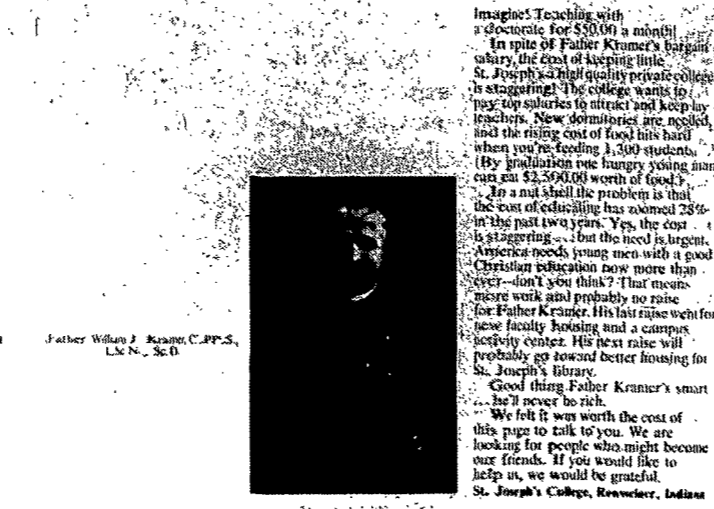 Father William J. Kramer, C.PP.S.,
Sc.D.
Imagine! Teaching with
a doctorate for $50.00 a month!
In spite of Father Kramer's bargain
salary, the cost of keeping little
St. Joseph's a high quality private college
is staggering! The college wants to
pay top salaries to attract and keep lay
teachers. New dormitories are needed,
and the rising cost of food hits hard
when you're feeding 1,300 students.
(By graduation one hungry young man
can eat $2,500.00 worth of food.)
In a nut shell the problem is that
the cost of educating has zoomed 28%
in the past two years. Yes, the cost
is staggering ... but the need is urgent.
America needs young men with a good
Christian education now more than
ever--don't you think? That means
more work and probably no raise
for Father Kramer. His last raise went for
new faculty housing and a campus
activity center. His next raise will
probably go toward better housing for
St. Joseph's library.
Good thing Father Kramer's smart
... he'll never be rich.
We felt it was worth the cost of
this page to talk to you. We are
looking for people who might become
our friends. If you would like to
help us, we would be grateful.
St. Joseph's College, Rensselaer, Indiana